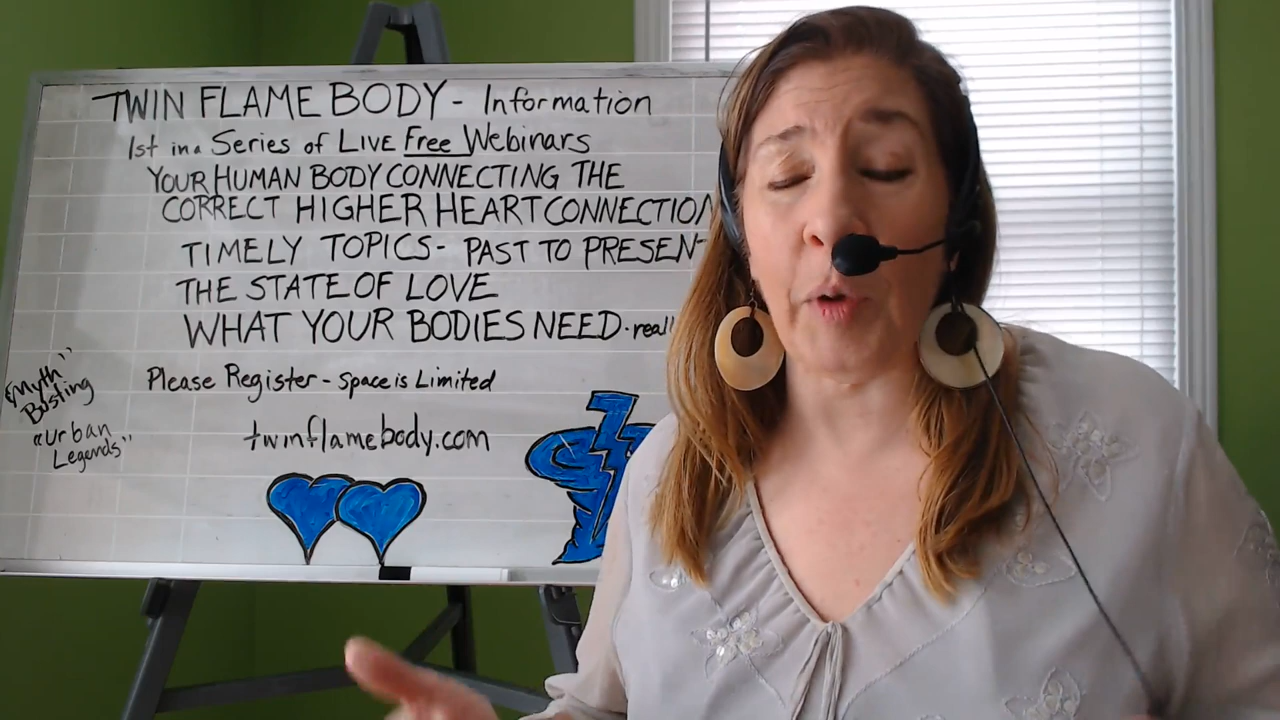 TWIN FLAME BODY - Information
1st in a Series of LIVE Free Webinars
YOUR HUMAN BODY CONNECTING THE
CORRECT HIGHER HEART CONNECTION
TIMELY TOPICS - PAST TO PRESENT
THE STATE OF LOVE
WHAT YOUR BODIES NEED - reall
"Myth"
Busting
"Urban
Legends"
Please Register - Space is Limited
twinflamebody.com